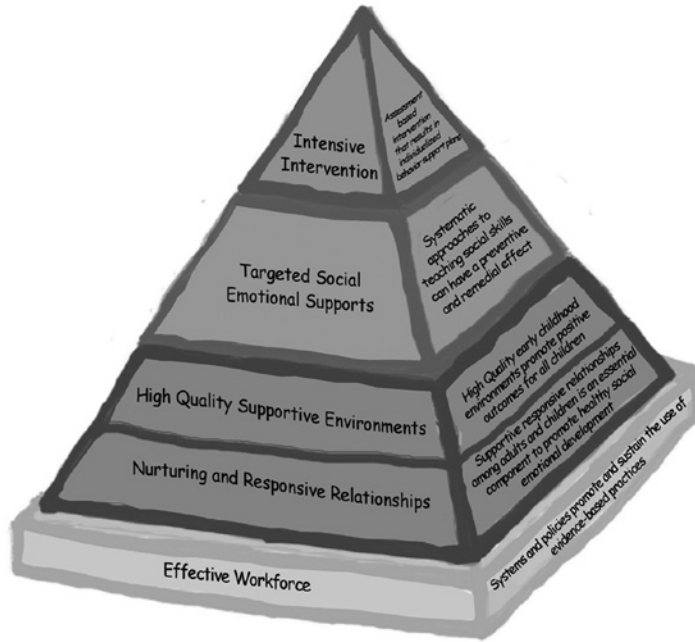 Intensive
Intervention
Assessment
based
intervention
that results in
individualized
behavior support plans
Targeted Social
Emotional Supports
Systematic
approaches to
teaching social skills
can have a preventive
and remedial effect
High Quality Supportive Environments
High Quality early childhood
environments promote positive
outcomes for all children
Nurturing and Responsive Relationships
Supportive responsive relationships
among adults and children is an essential
component to promote healthy social
emotional development
Effective Workforce
Systems and policies promote and sustain the use of
evidence-based practices